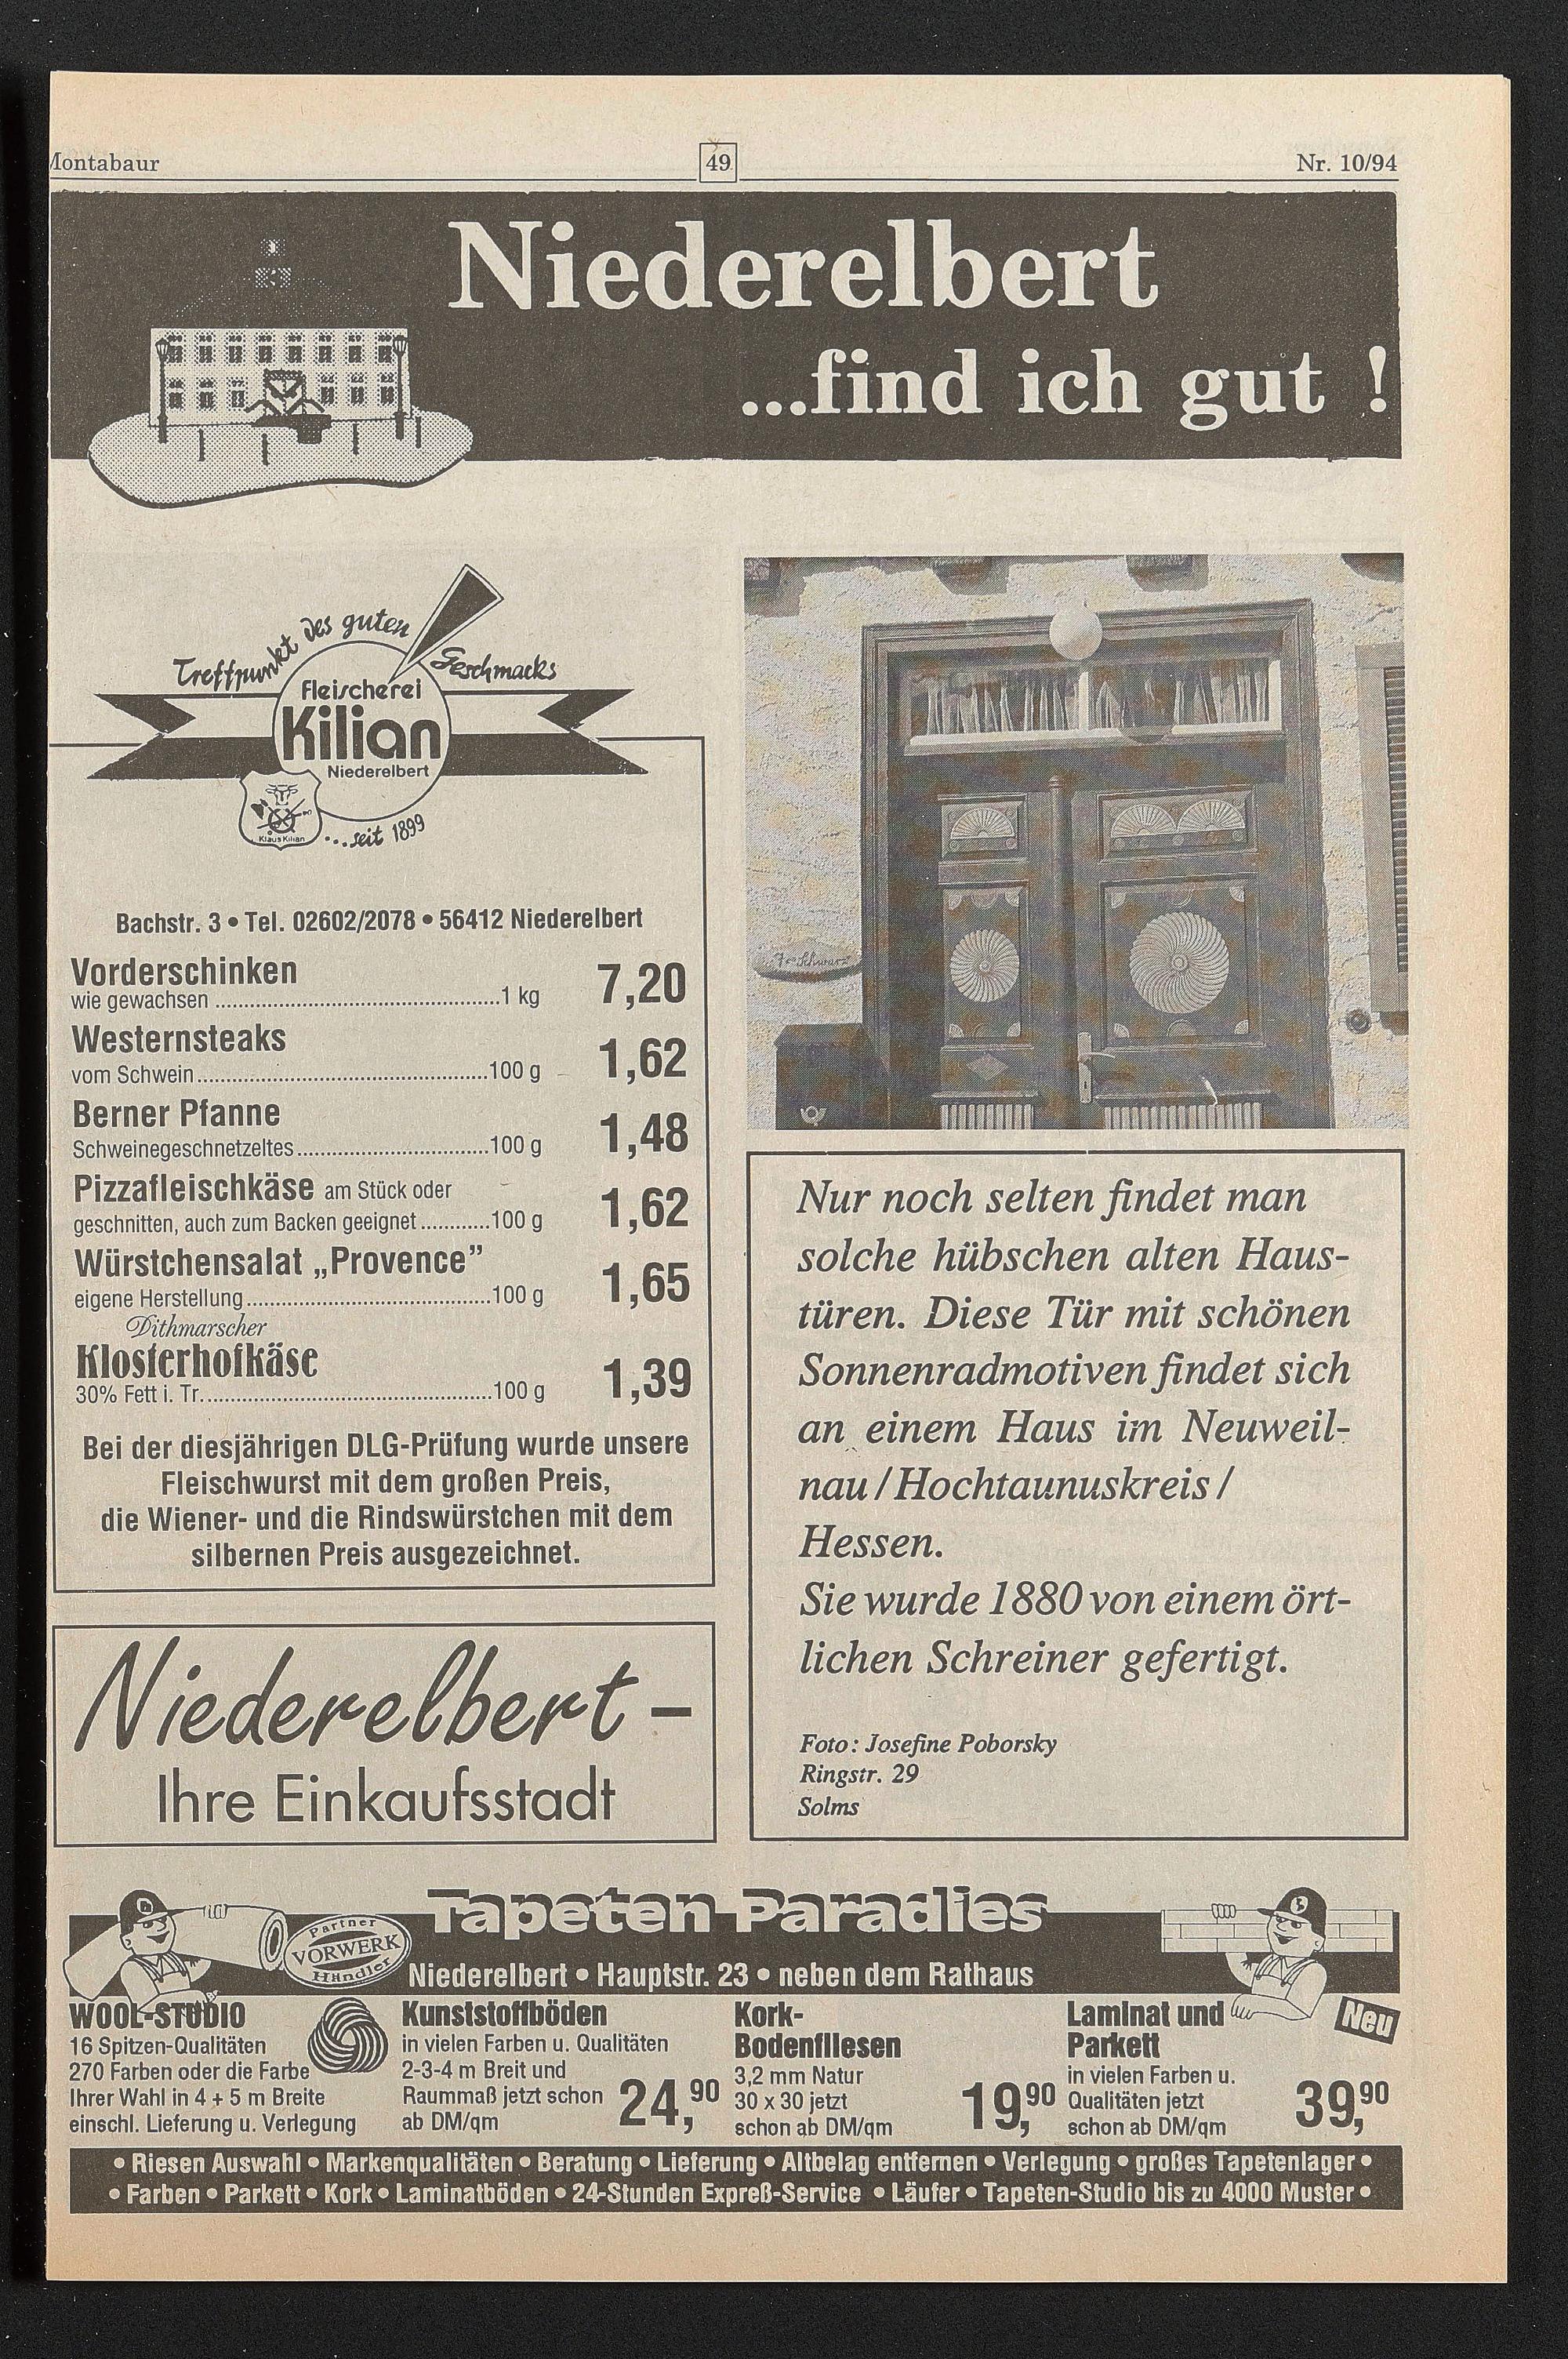 Montabaur
49
Nr. 10/94
Niederelbert
...find ich gut !
Treffpunkt des guten Geschmacks
Fleischerei
Kilian
Niederelbert
Klaus Kilian
...seit 1899
Bachstr. 3 • Tel. 02602/2078 • 56412 Niederelbert
Vorderschinken
wie gewachsen ... 1 kg 7,20
Westernsteaks
vom Schwein ... 100 g 1,62
Berner Pfanne
Schweinegeschnetzeltes ... 100 g 1,48
Pizzafleischkäse am Stück oder
geschnitten, auch zum Backen geeignet ... 100 g 1,62
Würstchensalat „Provence”
eigene Herstellung ... 100 g 1,65
Dithmarscher
Klosterhofkäse
30% Fett i. Tr. ... 100 g 1,39
Bei der diesjährigen DLG-Prüfung wurde unsere
Fleischwurst mit dem großen Preis,
die Wiener- und die Rindswürstchen mit dem
silbernen Preis ausgezeichnet.
Niederelbert –
Ihre Einkaufsstadt
Nur noch selten findet man
solche hübschen alten Haus-
türen. Diese Tür mit schönen
Sonnenradmotiven findet sich
an einem Haus im Neuweil-
nau / Hochtaunuskreis /
Hessen.
Sie wurde 1880 von einem ört-
lichen Schreiner gefertigt.
Foto: Josefine Poborsky
Ringstr. 29
Solms
Tapeten Paradies
Partner
VORWERK
Händler
Niederelbert • Hauptstr. 23 • neben dem Rathaus
WOOL-STUDIO
16 Spitzen-Qualitäten
270 Farben oder die Farbe
Ihrer Wahl in 4 + 5 m Breite
einschl. Lieferung u. Verlegung
Kunststoffböden
in vielen Farben u. Qualitäten
2-3-4 m Breit und
Raummaß jetzt schon
ab DM/qm
24,90
Kork-
Bodenfliesen
3,2 mm Natur
30 x 30 jetzt
schon ab DM/qm
19,90
Laminat und
Parkett
in vielen Farben u.
Qualitäten jetzt
schon ab DM/qm
39,90
Neu
• Riesen Auswahl • Markenqualitäten • Beratung • Lieferung • Altbelag entfernen • Verlegung • großes Tapetenlager •
• Farben • Parkett • Kork • Laminatböden • 24-Stunden Expreß-Service • Läufer • Tapeten-Studio bis zu 4000 Muster •